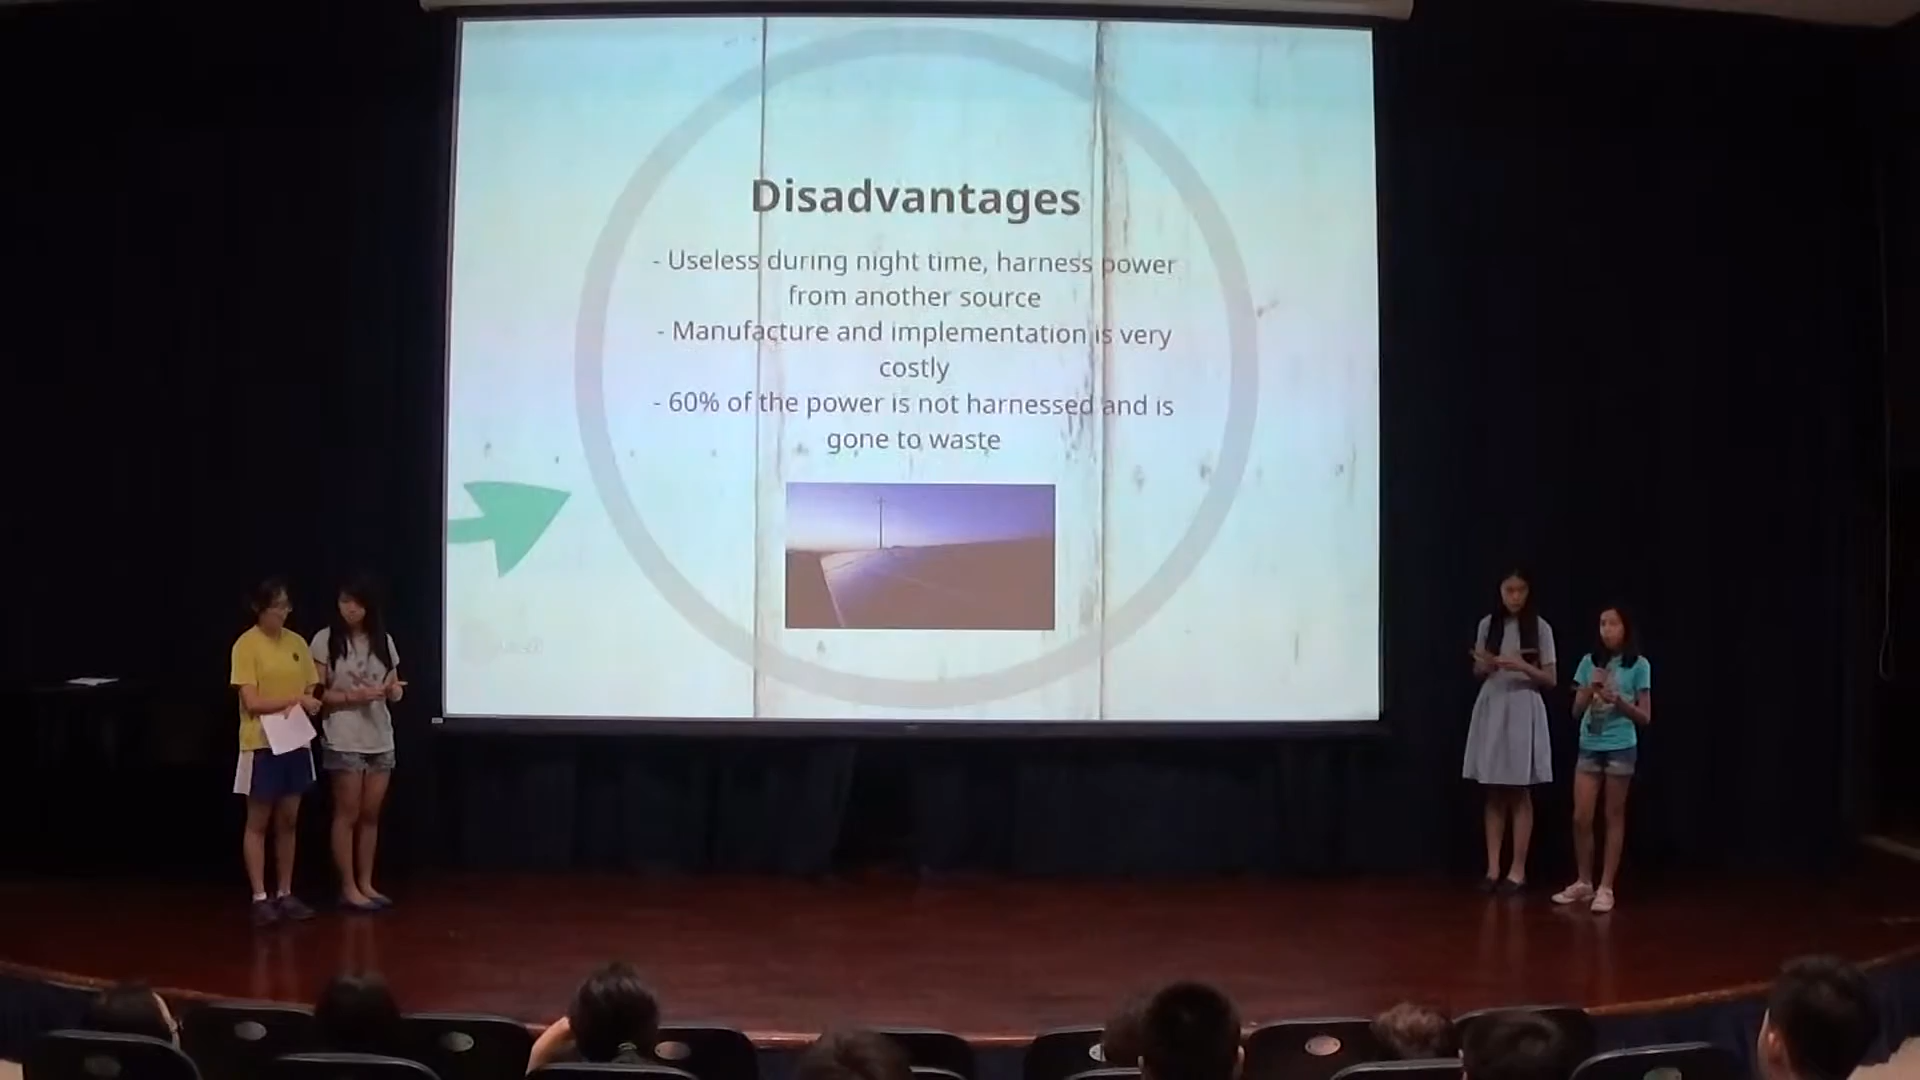 Disadvantages
- Useless during night time, harness power
from another source
- Manufacture and implementation is very
costly
- 60% of the power is not harnessed and is
gone to waste